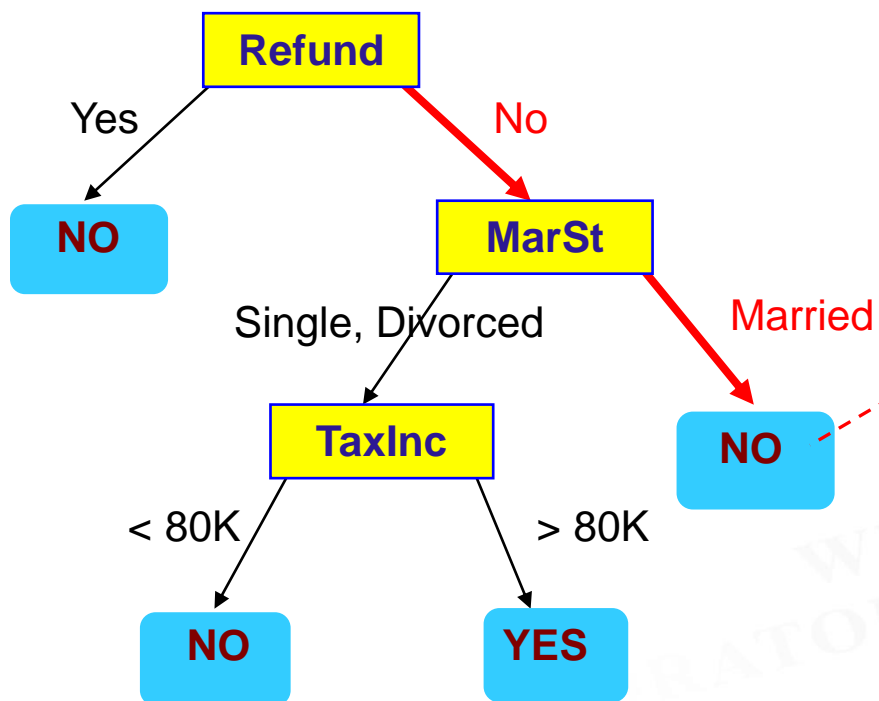 Refund
Yes
No
NO
MarSt
Single, Divorced
Married
TaxInc
NO
< 80K
> 80K
NO
YES